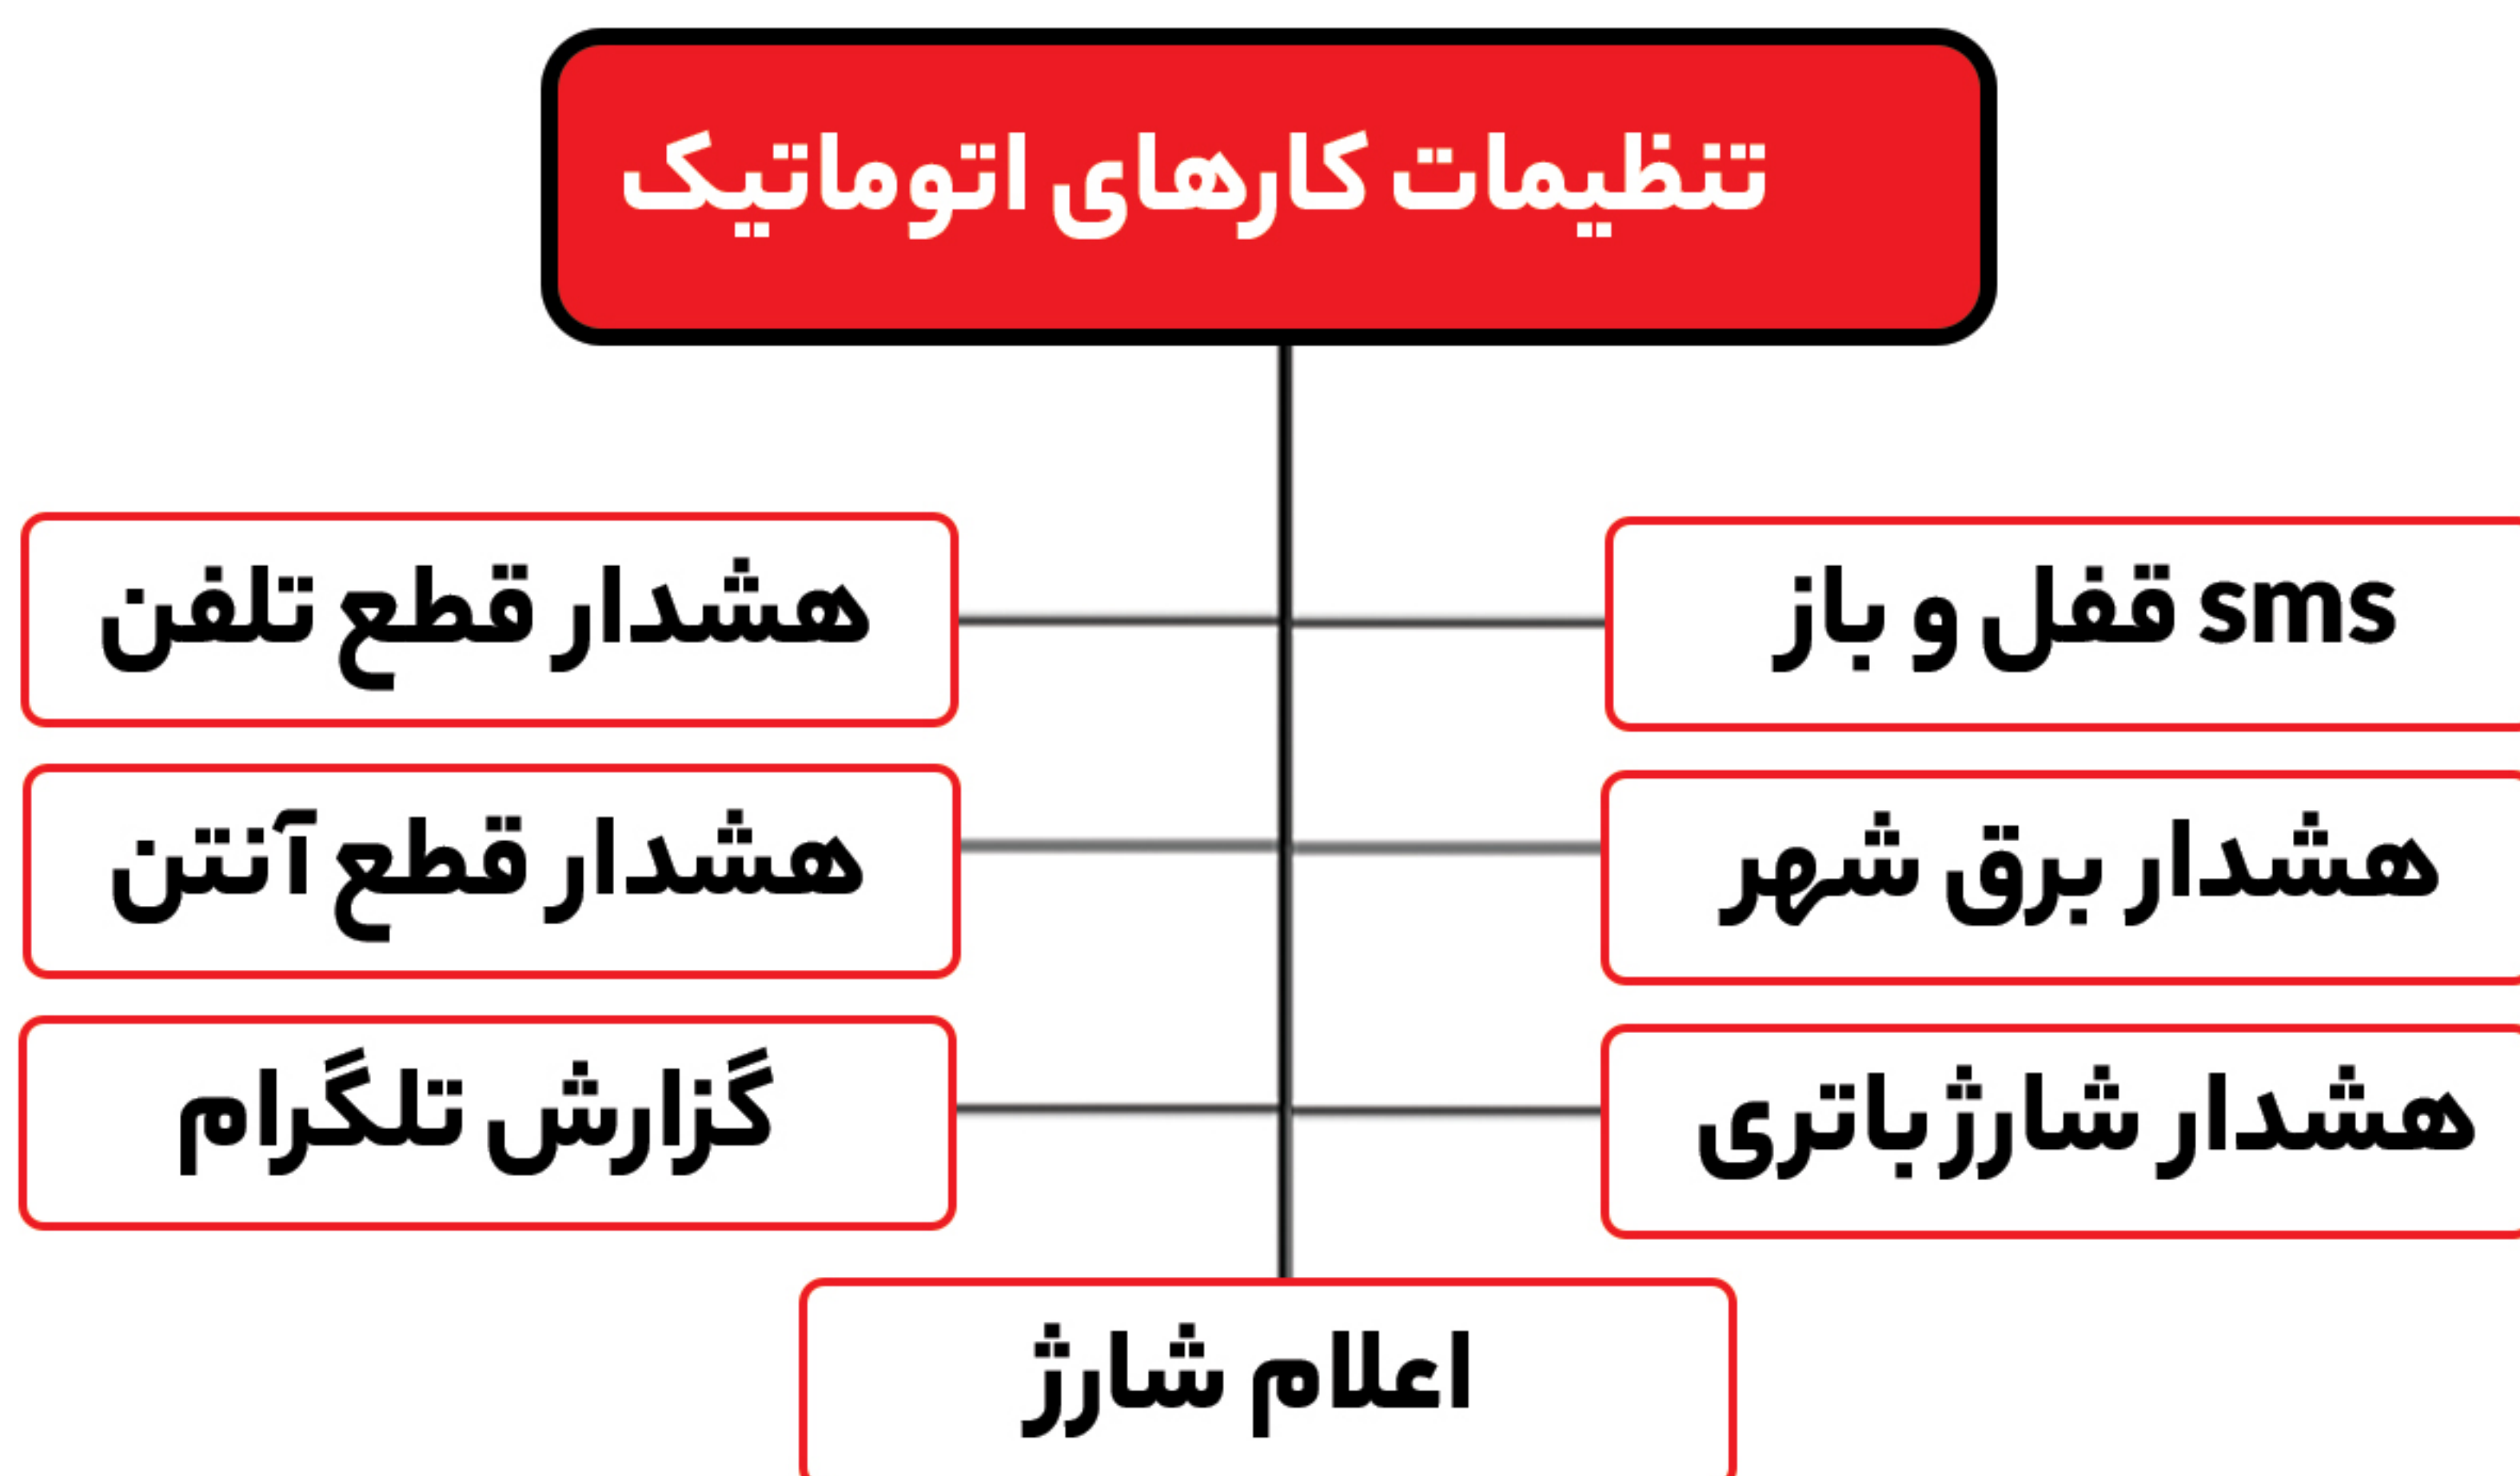 تنظیمات کارهای اتوماتیک
sms قفل و باز
هشدار قطع تلفن
هشدار برق شهر
هشدار قطع آنتن
هشدار شارژ باتری
گزارش تلگرام
اعلام شارژ